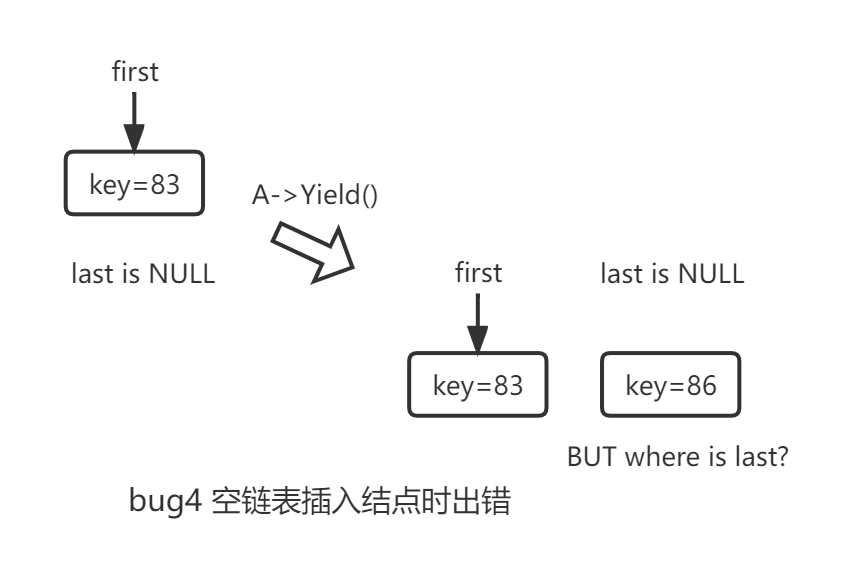 first
key=83
last is NULL
A->Yield()
first
last is NULL
key=83
key=86
BUT where is last?
bug4 空链表插入结点时出错